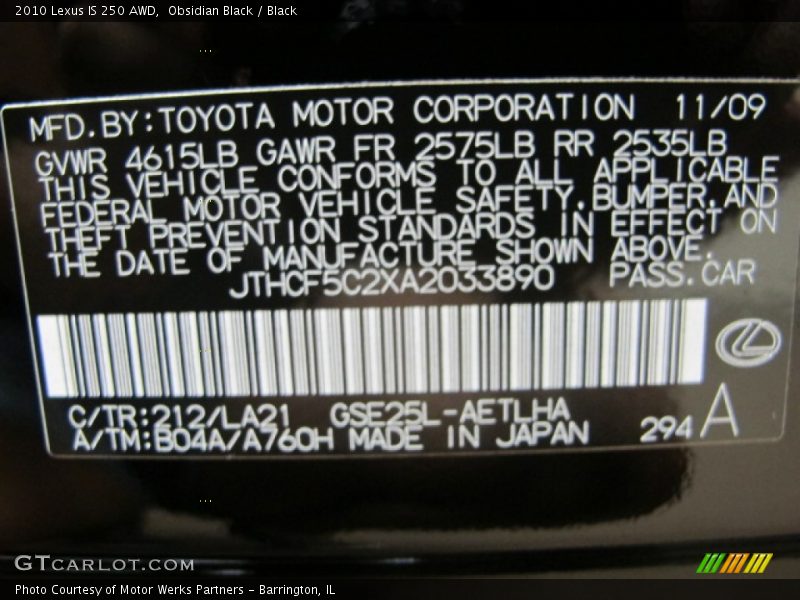 2010 Lexus IS 250 AWD,  Obsidian Black / Black
MFD.BY:TOYOTA MOTOR CORPORATION 11/09
GVWR 4615LB GAWR FR 2575LB RR 2535LB
THIS VEHICLE CONFORMS TO ALL APPLICABLE
FEDERAL MOTOR VEHICLE SAFETY.BUMPER.AND
THEFT PREVENTION STANDARDS IN EFFECT ON
THE DATE OF MANUFACTURE SHOWN ABOVE.
JTHCF5C2XA2033890 PASS.CAR
C/TR:212/LA21 GSE25L-AETLHA
A/TM:B04A/A760H MADE IN JAPAN 294 A
GTCARLOT.COM
Photo Courtesy of Motor Werks Partners - Barrington, IL